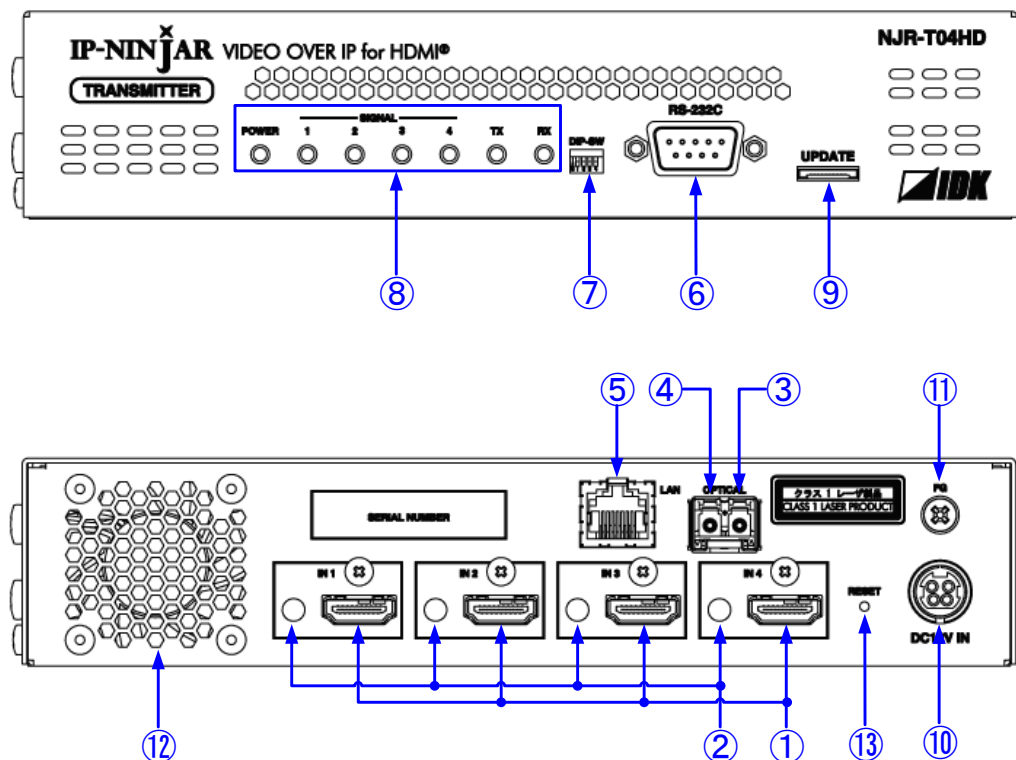 IP-NINJAR VIDEO OVER IP for HDMI®
NJR-T04HD
TRANSMITTER
SIGNAL
POWER 1 2 3 4 TX RX
DIP-SW
RS-232C
UPDATE
IDK
⑧ ⑦ ⑥ ⑨
⑤ ④ ③ ⑪
LAN
OPTICAL
クラス 1 レーザ製品
CLASS 1 LASER PRODUCT
FG
SERIAL NUMBER
IN 1
IN 2
IN 3
IN 4
RESET
DC12V IN
⑫ ② ① ⑬ ⑩